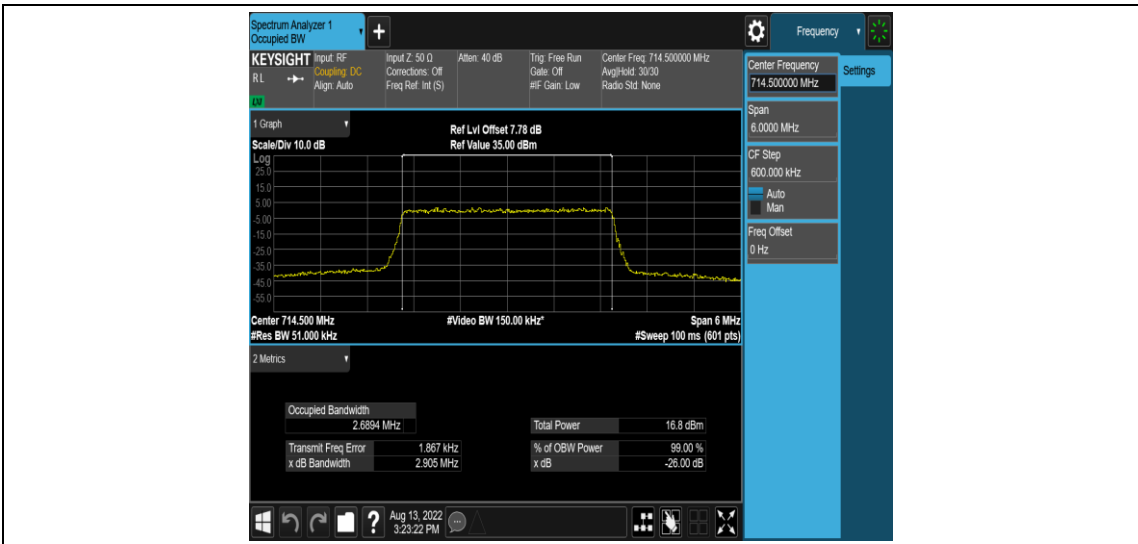 Spectrum Analyzer 1
Occupied BW
+
Frequency
KEYSIGHT
RL
LXI
Input: RF
Coupling: DC
Align: Auto
Input Z: 50 Ω
Corrections: Off
Freq Ref: Int (S)
Atten: 40 dB
Trig: Free Run
Gate: Off
#IF Gain: Low
Center Freq: 714.500000 MHz
Avg|Hold: 30/30
Radio Std: None
Center Frequency
714.500000 MHz
Settings
Span
6.0000 MHz
CF Step
600.000 kHz
Auto
Man
Freq Offset
0 Hz
1 Graph
Scale/Div 10.0 dB
Ref Lvl Offset 7.78 dB
Ref Value 35.00 dBm
Log
25.0
15.0
5.00
-5.00
-15.0
-25.0
-35.0
-45.0
-55.0
Center 714.500 MHz
#Res BW 51.000 kHz
#Video BW 150.00 kHz*
Span 6 MHz
#Sweep 100 ms (601 pts)
2 Metrics
Occupied Bandwidth
2.6894 MHz
Total Power 16.8 dBm
Transmit Freq Error 1.867 kHz
% of OBW Power 99.00 %
x dB Bandwidth 2.905 MHz
x dB -26.00 dB
?
Aug 13, 2022
3:23:22 PM